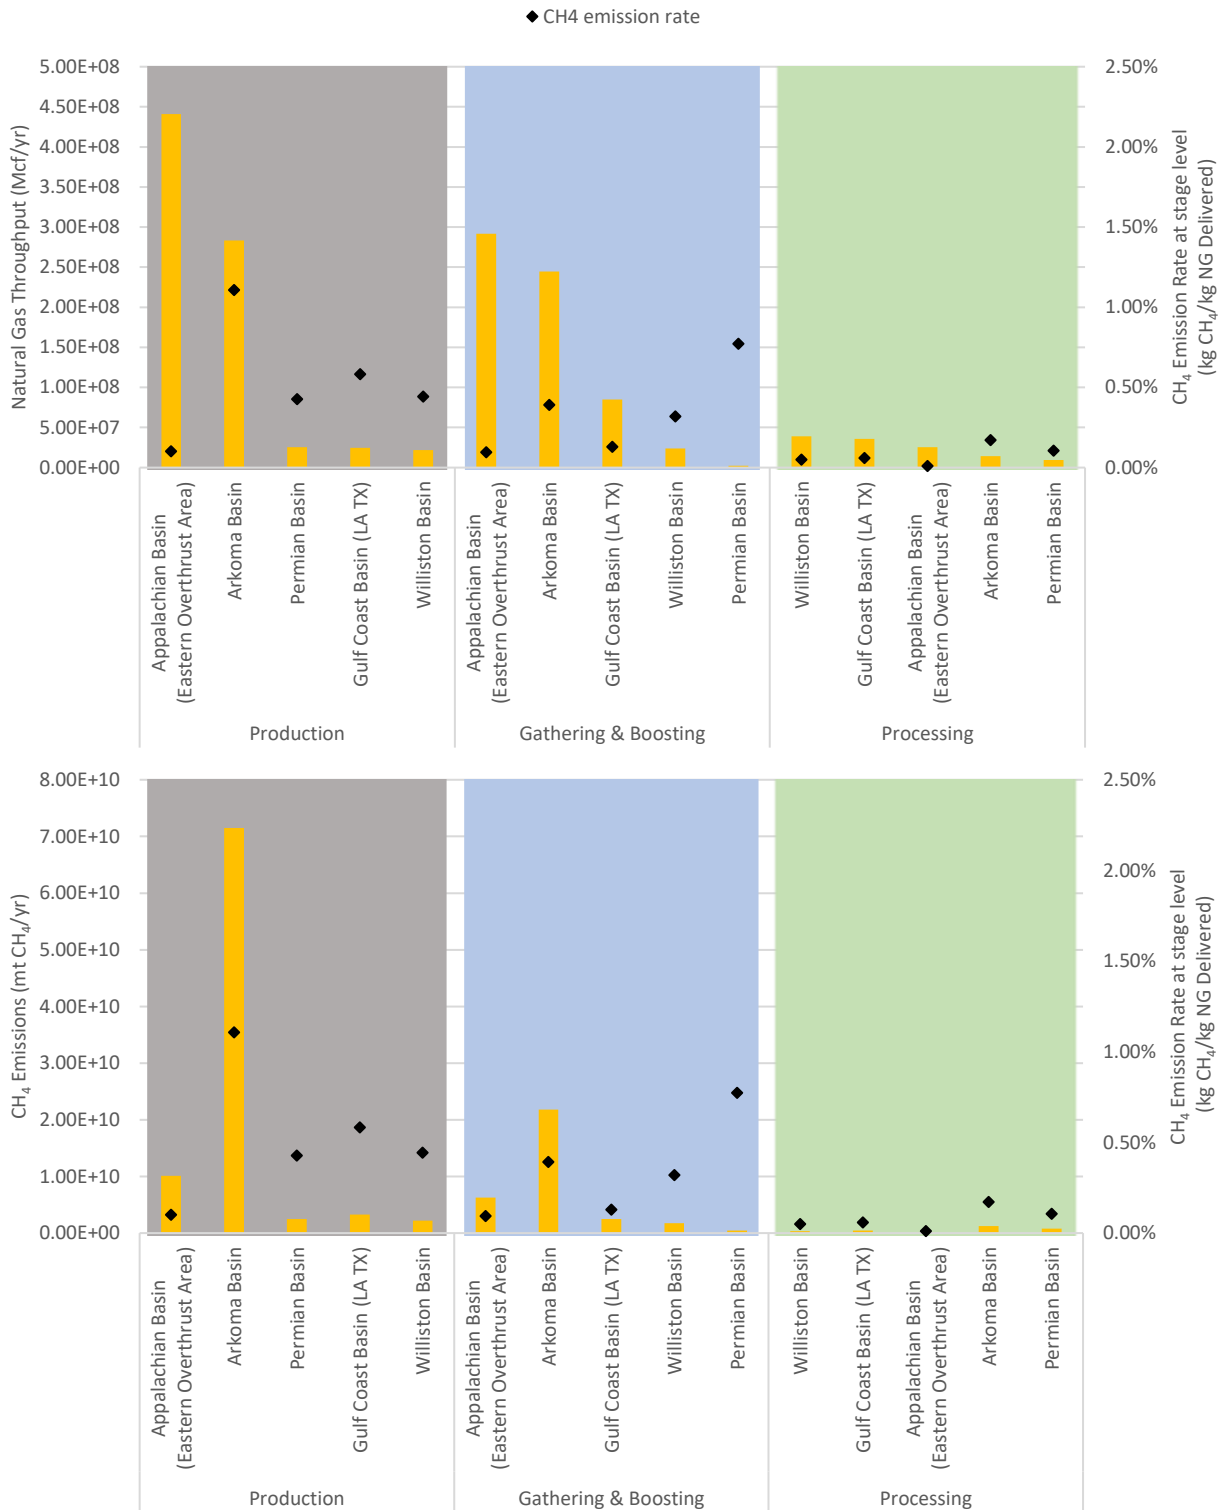 CH4 emission rate
Natural Gas Throughput (Mcf/yr)
5.00E+08
4.50E+08
4.00E+08
3.50E+08
3.00E+08
2.50E+08
2.00E+08
1.50E+08
1.00E+08
5.00E+07
0.00E+00
2.50%
2.00%
1.50%
1.00%
0.50%
0.00%
CH₄ Emission Rate at stage level
(kg CH₄/kg NG Delivered)
Appalachian Basin
(Eastern Overthrust Area)
Arkoma Basin
Permian Basin
Gulf Coast Basin (LA TX)
Williston Basin
Appalachian Basin
(Eastern Overthrust Area)
Arkoma Basin
Gulf Coast Basin (LA TX)
Williston Basin
Permian Basin
Williston Basin
Gulf Coast Basin (LA TX)
Appalachian Basin
(Eastern Overthrust Area)
Arkoma Basin
Permian Basin
Production
Gathering & Boosting
Processing
CH₄ Emissions (mt CH₄/yr)
8.00E+10
7.00E+10
6.00E+10
5.00E+10
4.00E+10
3.00E+10
2.00E+10
1.00E+10
0.00E+00
2.50%
2.00%
1.50%
1.00%
0.50%
0.00%
CH₄ Emission Rate at stage level
(kg CH₄/kg NG Delivered)
Appalachian Basin
(Eastern Overthrust Area)
Arkoma Basin
Permian Basin
Gulf Coast Basin (LA TX)
Williston Basin
Appalachian Basin
(Eastern Overthrust Area)
Arkoma Basin
Gulf Coast Basin (LA TX)
Williston Basin
Permian Basin
Williston Basin
Gulf Coast Basin (LA TX)
Appalachian Basin
(Eastern Overthrust Area)
Arkoma Basin
Permian Basin
Production
Gathering & Boosting
Processing